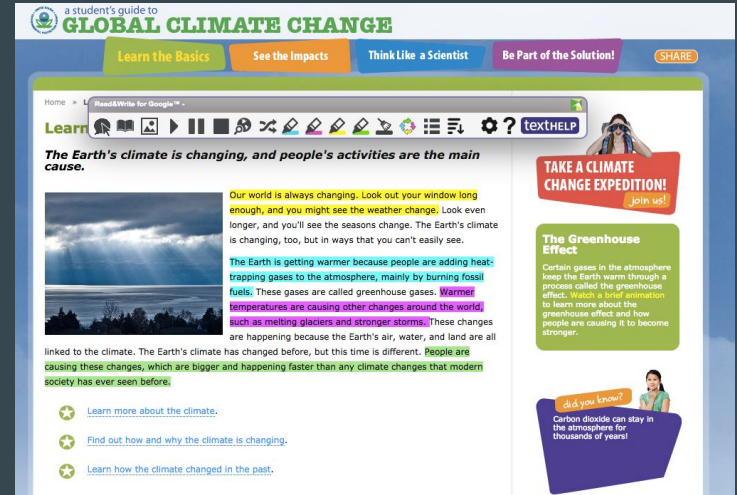 a student's guide to
GLOBAL CLIMATE CHANGE
Learn the Basics
See the Impacts
Think Like a Scientist
Be Part of the Solution!
SHARE
Home »
Read&Write for Google™ -
Learn
? textHELP
The Earth's climate is changing, and people's activities are the main
cause.
Our world is always changing. Look out your window long
enough, and you might see the weather change. Look even
longer, and you'll see the seasons change. The Earth's climate
is changing, too, but in ways that you can't easily see.
The Earth is getting warmer because people are adding heat-
trapping gases to the atmosphere, mainly by burning fossil
fuels. These gases are called greenhouse gases. Warmer
temperatures are causing other changes around the world,
such as melting glaciers and stronger storms. These changes
are happening because the Earth's air, water, and land are all
linked to the climate. The Earth's climate has changed before, but this time is different. People are
causing these changes, which are bigger and happening faster than any climate changes that modern
society has ever seen before.
Learn more about the climate.
Find out how and why the climate is changing.
Learn how the climate changed in the past.
TAKE A CLIMATE
CHANGE EXPEDITION!
join us!
The Greenhouse
Effect
Certain gases in the atmosphere
keep the Earth warm through a
process called the greenhouse
effect. Watch a brief animation
to learn more about the
greenhouse effect and how
people are causing it to become
stronger.
did you know?
Carbon dioxide can stay in
the atmosphere for
thousands of years!